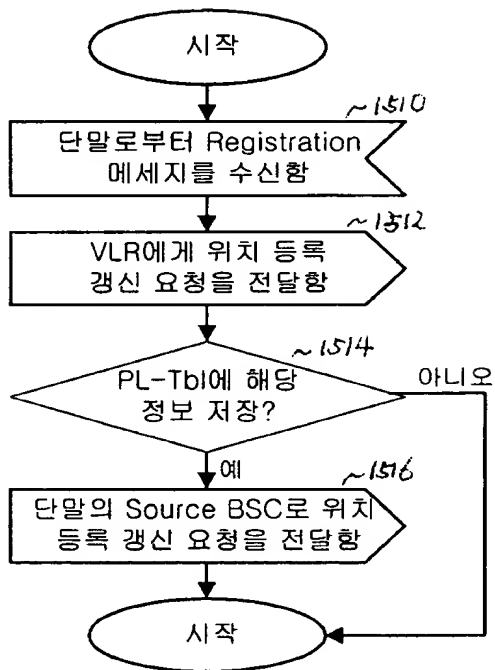 시작
~1510
단말로부터 Registration
메세지를 수신함
~1512
VLR에게 위치 등록
갱신 요청을 전달함
~1514
PL-Tbl에 해당
정보 저장?
아니오
예
~1516
단말의 Source BSC로 위치
등록 갱신 요청을 전달함
시작